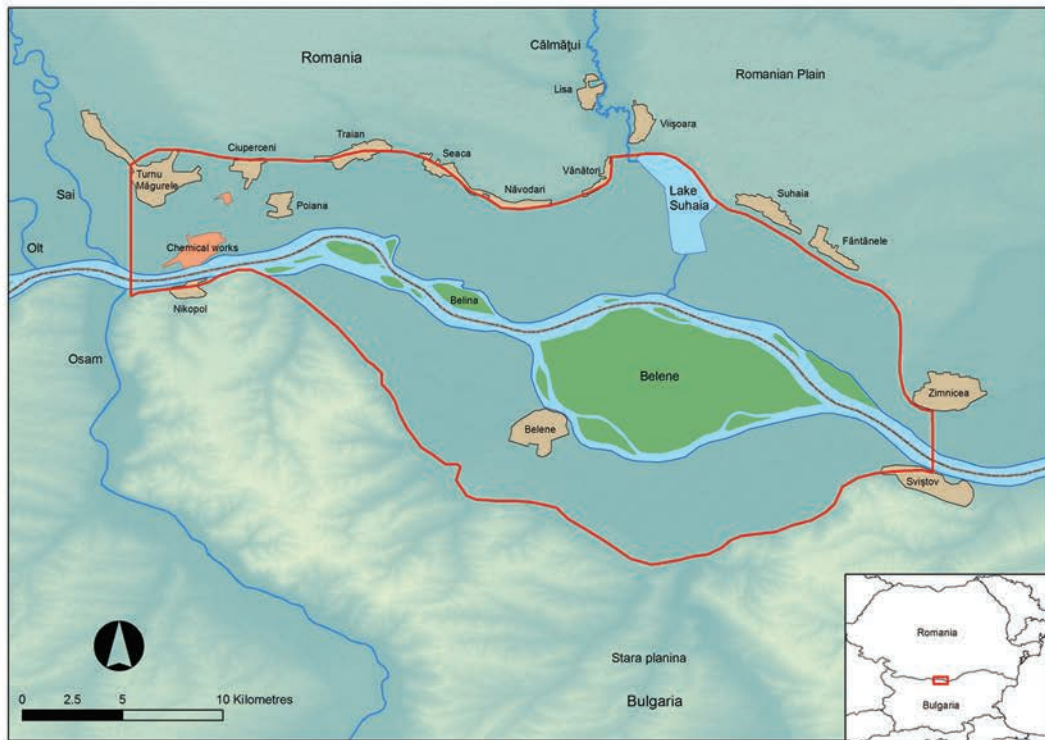 Romania
Călmățui
Romanian Plain
Lisa
Viișoara
Traian
Ciuperceni
Seaca
Turnu
Măgurele
Vânători
Năvodari
Lake
Suhaia
Suhaia
Sai
Poiana
Fântânele
Olt
Chemical works
Nikopol
Belina
Osam
Belene
Zimnicea
Belene
Sviştov
Stara planina
Bulgaria
0 2.5 5 10 Kilometres
Romania
Bulgaria